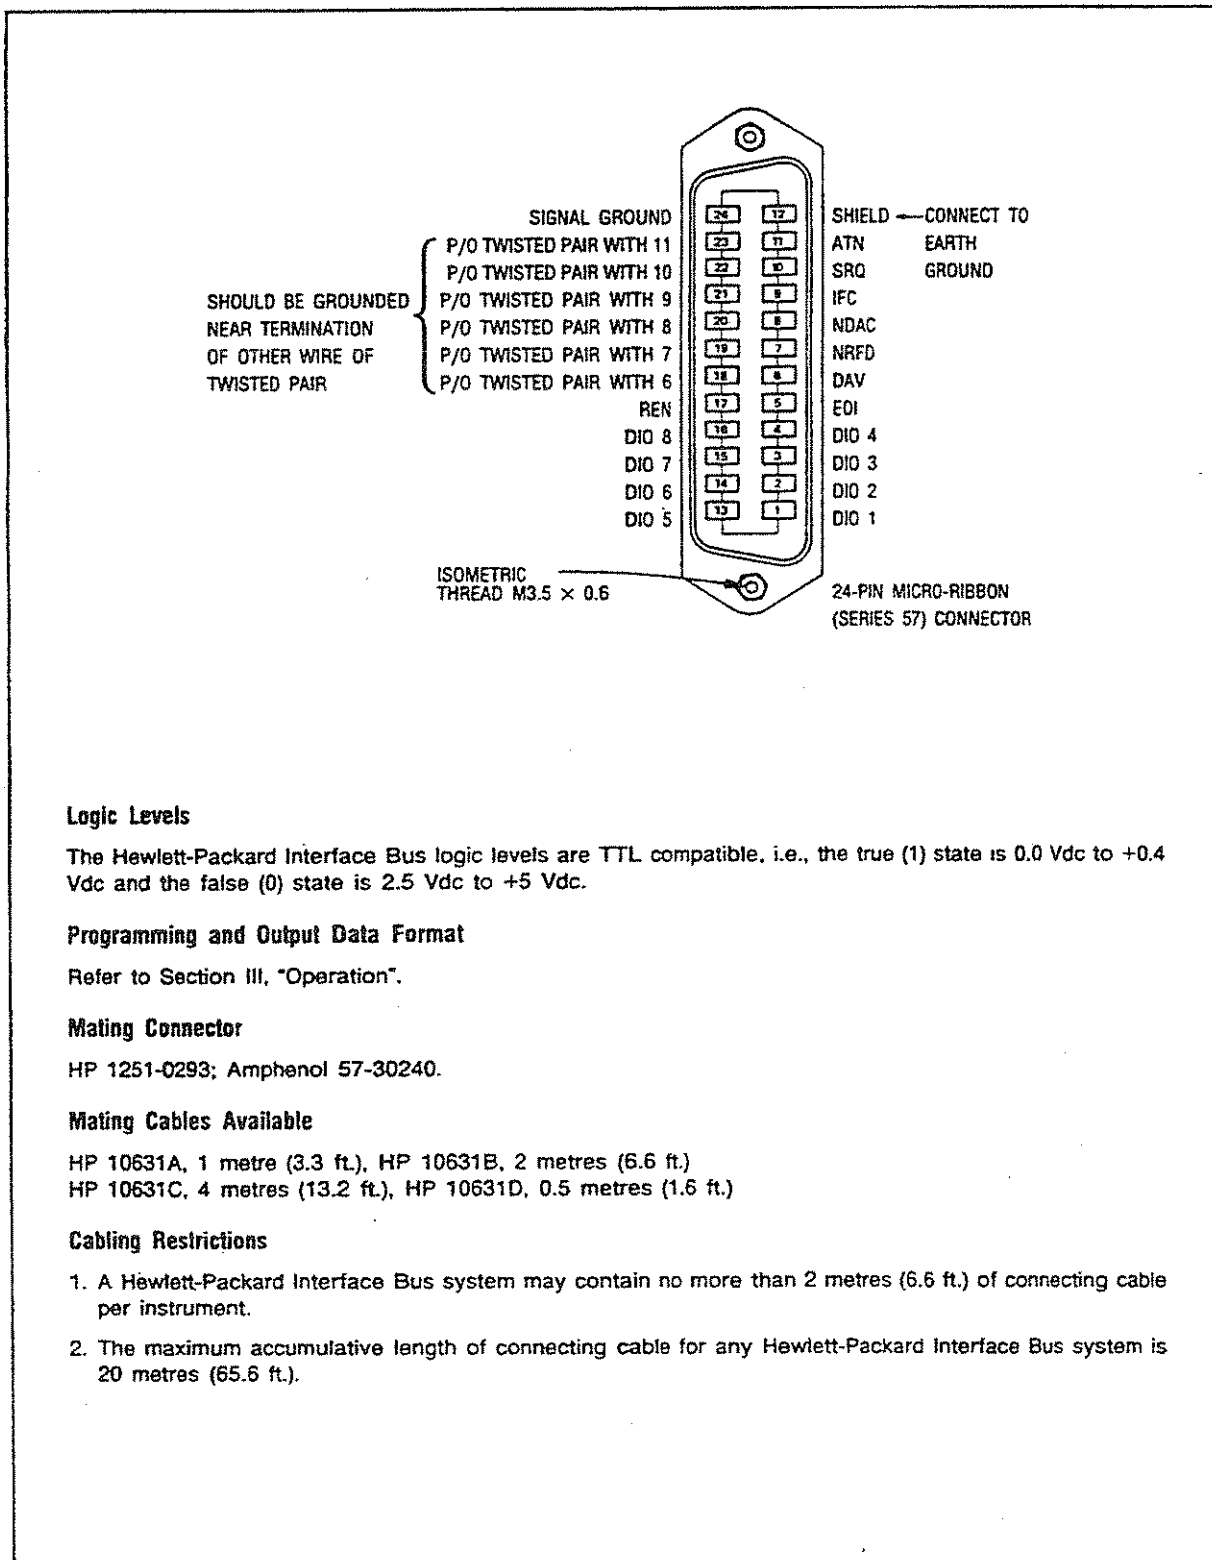 SIGNAL GROUND
P/O TWISTED PAIR WITH 11
P/O TWISTED PAIR WITH 10
P/O TWISTED PAIR WITH 9
P/O TWISTED PAIR WITH 8
P/O TWISTED PAIR WITH 7
P/O TWISTED PAIR WITH 6
REN
DIO 8
DIO 7
DIO 6
DIO 5
SHOULD BE GROUNDED
NEAR TERMINATION
OF OTHER WIRE OF
TWISTED PAIR
24 12
23 11
22 10
21 9
20 8
19 7
18 6
17 5
16 4
15 3
14 2
13 1
SHIELD CONNECT TO
ATN EARTH
SRQ GROUND
IFC
NDAC
NRFD
DAV
EOI
DIO 4
DIO 3
DIO 2
DIO 1
ISOMETRIC
THREAD M3.5 × 0.6
24-PIN MICRO-RIBBON
(SERIES 57) CONNECTOR
Logic Levels
The Hewlett-Packard Interface Bus logic levels are TTL compatible, i.e., the true (1) state is 0.0 Vdc to +0.4
Vdc and the false (0) state is 2.5 Vdc to +5 Vdc.
Programming and Output Data Format
Refer to Section III, "Operation".
Mating Connector
HP 1251-0293; Amphenol 57-30240.
Mating Cables Available
HP 10631A, 1 metre (3.3 ft.), HP 10631B, 2 metres (6.6 ft.)
HP 10631C, 4 metres (13.2 ft.), HP 10631D, 0.5 metres (1.6 ft.)
Cabling Restrictions
1. A Hewlett-Packard Interface Bus system may contain no more than 2 metres (6.6 ft.) of connecting cable
per instrument.
2. The maximum accumulative length of connecting cable for any Hewlett-Packard Interface Bus system is
20 metres (65.6 ft.).